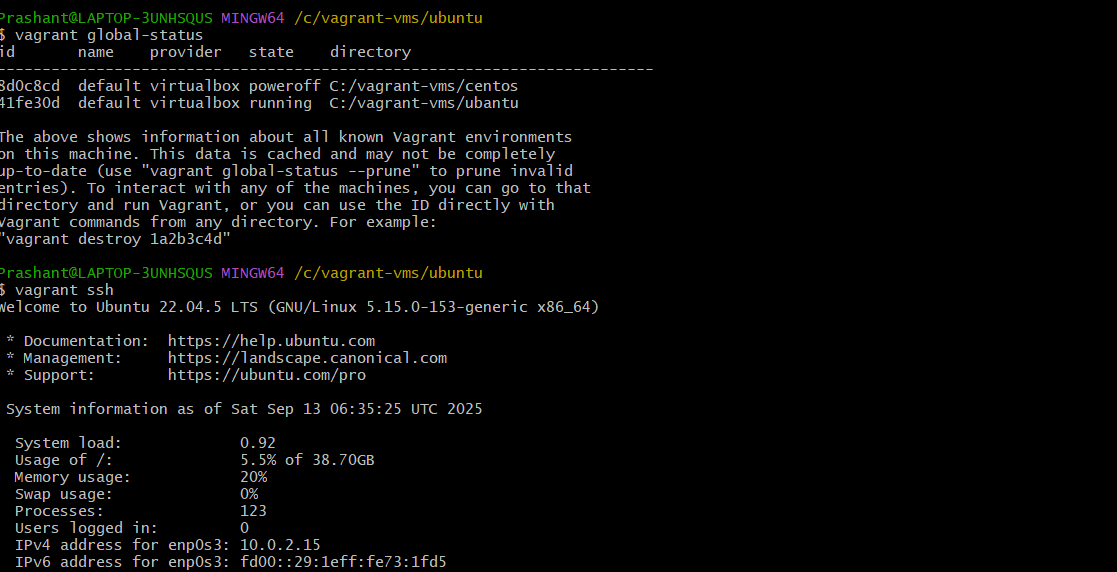 Prashant@LAPTOP-3UNHSQUS MINGW64 /c/vagrant-vms/ubuntu
$ vagrant global-status
id       name    provider   state    directory
------------------------------------------------------------------------
8d0c8cd  default virtualbox poweroff C:/vagrant-vms/centos
41fe30d  default virtualbox running  C:/vagrant-vms/ubantu
The above shows information about all known Vagrant environments
on this machine. This data is cached and may not be completely
up-to-date (use "vagrant global-status --prune" to prune invalid
entries). To interact with any of the machines, you can go to that
directory and run Vagrant, or you can use the ID directly with
Vagrant commands from any directory. For example:
"vagrant destroy 1a2b3c4d"
Prashant@LAPTOP-3UNHSQUS MINGW64 /c/vagrant-vms/ubuntu
$ vagrant ssh
Welcome to Ubuntu 22.04.5 LTS (GNU/Linux 5.15.0-153-generic x86_64)
* Documentation:  https://help.ubuntu.com
* Management:     https://landscape.canonical.com
* Support:        https://ubuntu.com/pro
System information as of Sat Sep 13 06:35:25 UTC 2025
System load:             0.92
Usage of /:              5.5% of 38.70GB
Memory usage:            20%
Swap usage:              0%
Processes:               123
Users logged in:         0
IPv4 address for enp0s3: 10.0.2.15
IPv6 address for enp0s3: fd00::29:1eff:fe73:1fd5